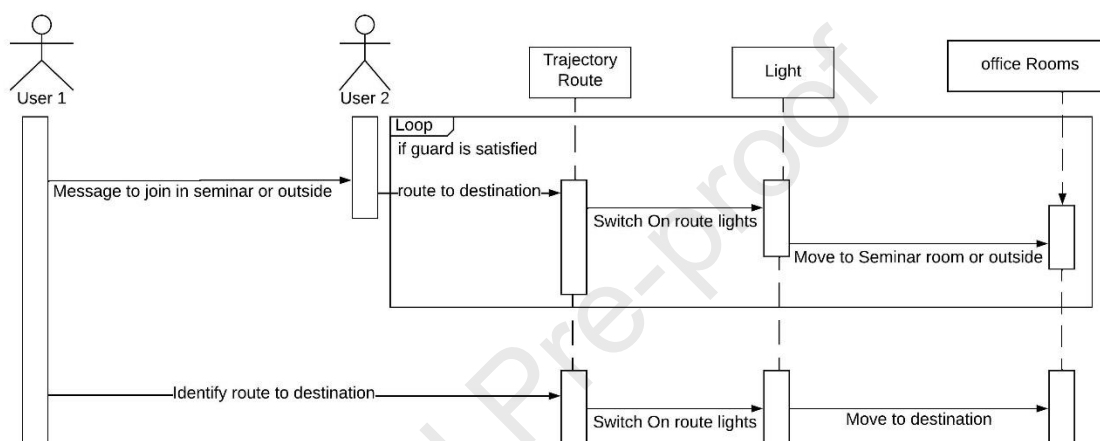 User 1
User 2
Trajectory
Route
Light
office Rooms
Loop
if guard is satisfied
Message to join in seminar or outside
route to destination
Switch On route lights
Move to Seminar room or outside
Identify route to destination
Switch On route lights
Move to destination
Pre-proof